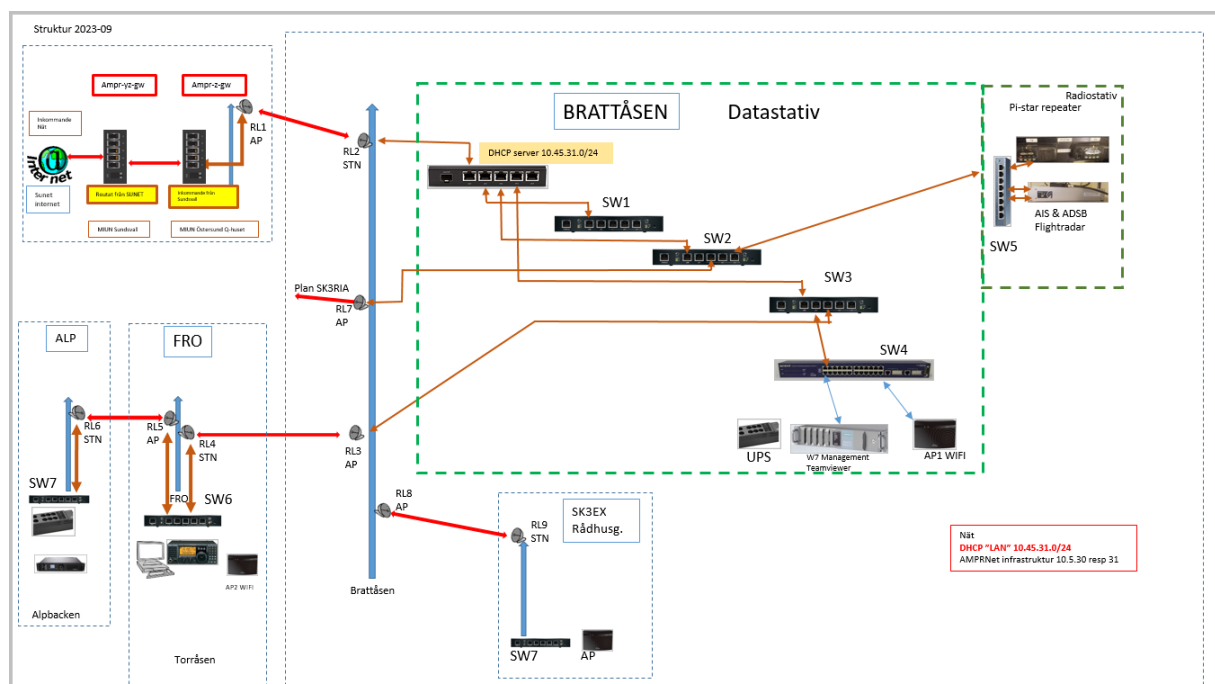 Struktur 2023-09
Ampr-yz-gw
Ampr-z-gw
Inkommande
Nät
Inter net
Sunet
internet
Routat från SUNET
Inkommande från
Sundsvall
MIUN Sundsvall
MIUN Östersund Q-huset
RL1
AP
RL2
STN
BRATTÅSEN
Datastativ
DHCP server 10.45.31.0/24
SW1
SW2
SW3
SW4
Radiostativ
Pi-star repeater
AIS & ADSB
Flightradar
SW5
Plan SK3RIA
RL7
AP
UPS
W7 Management
Teamviewer
AP1 WIFI
ALP
RL6
STN
SW7
Alpbacken
FRO
RL5
AP
RL4
STN
FRO
SW6
AP2 WIFI
Torråsen
RL3
AP
RL8
AP
Brattåsen
SK3EX
Rådhusg.
RL9
STN
SW7
AP
Nät
DHCP "LAN" 10.45.31.0/24
AMPRNet infrastruktur 10.5.30 resp 31